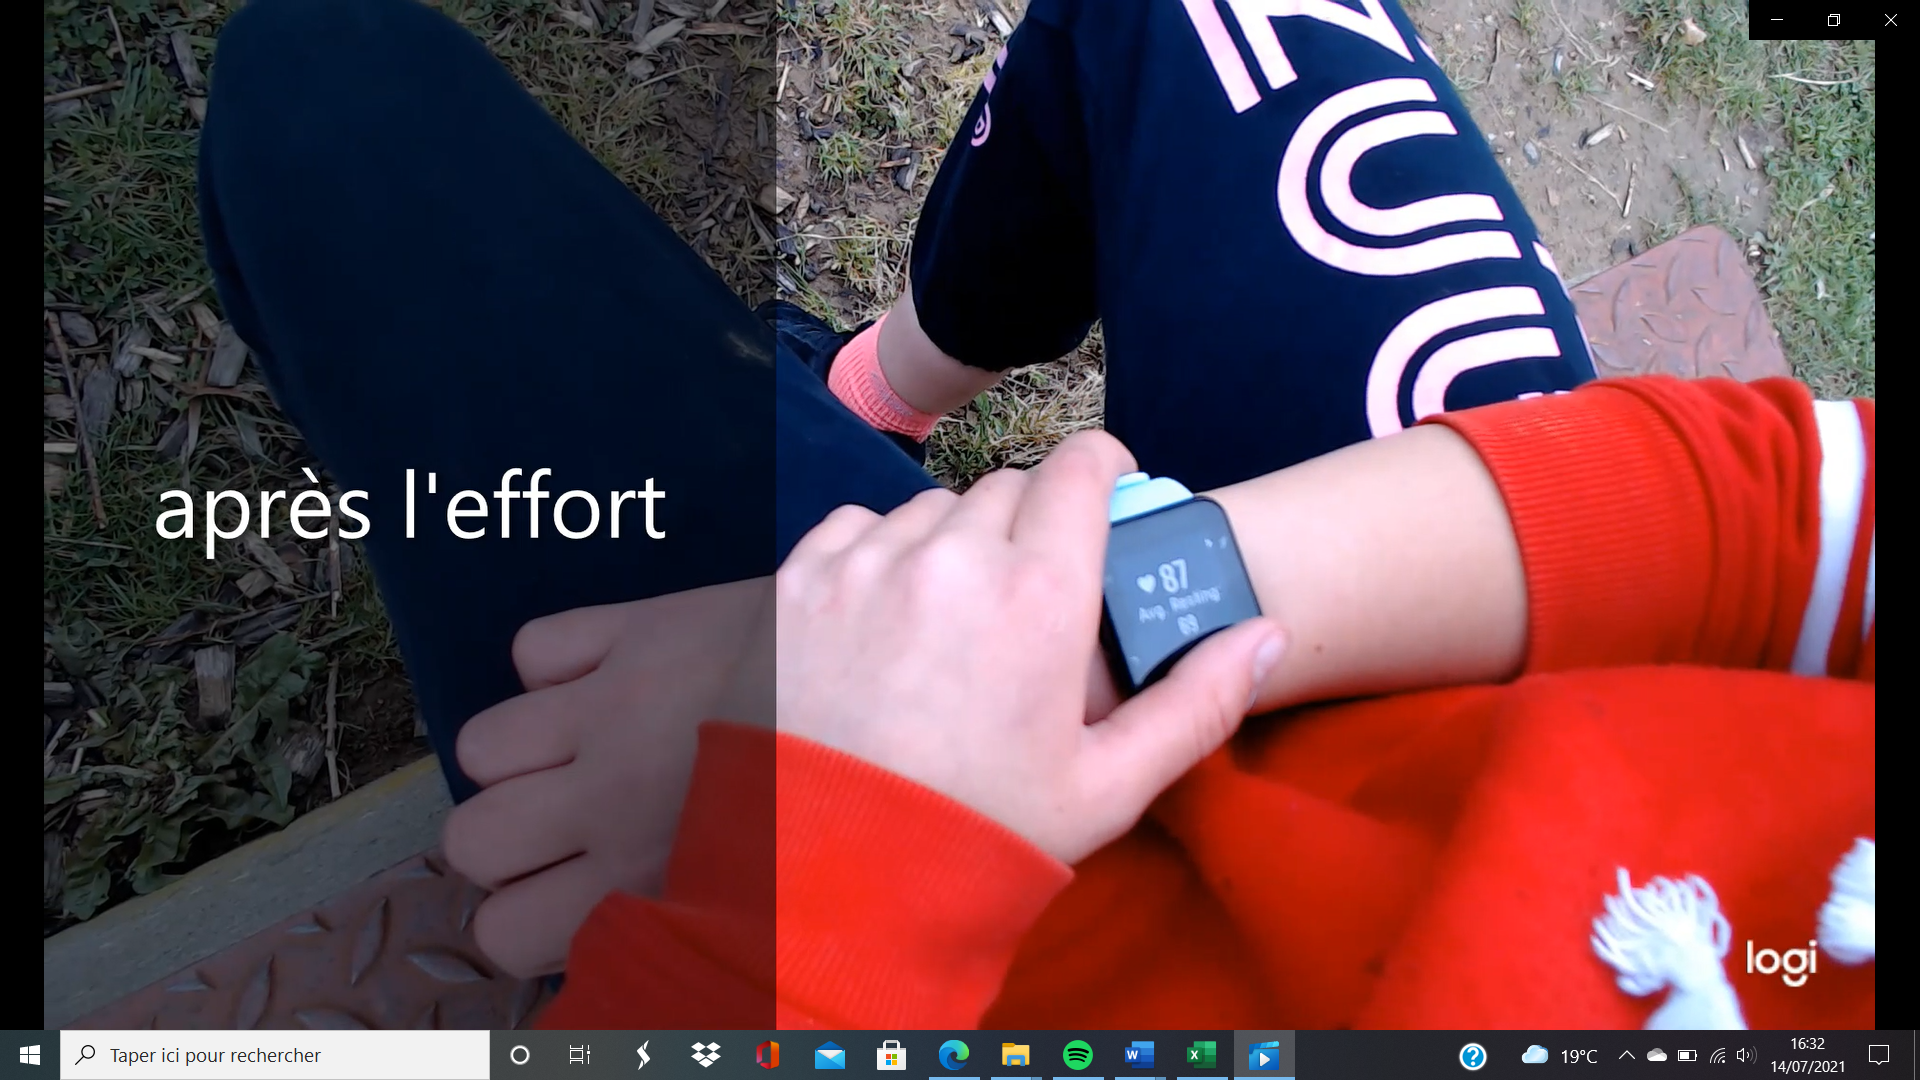 après l'effort
87
Avg. Resting:
logi
Taper ici pour rechercher
19°C
16:32
14/07/2021